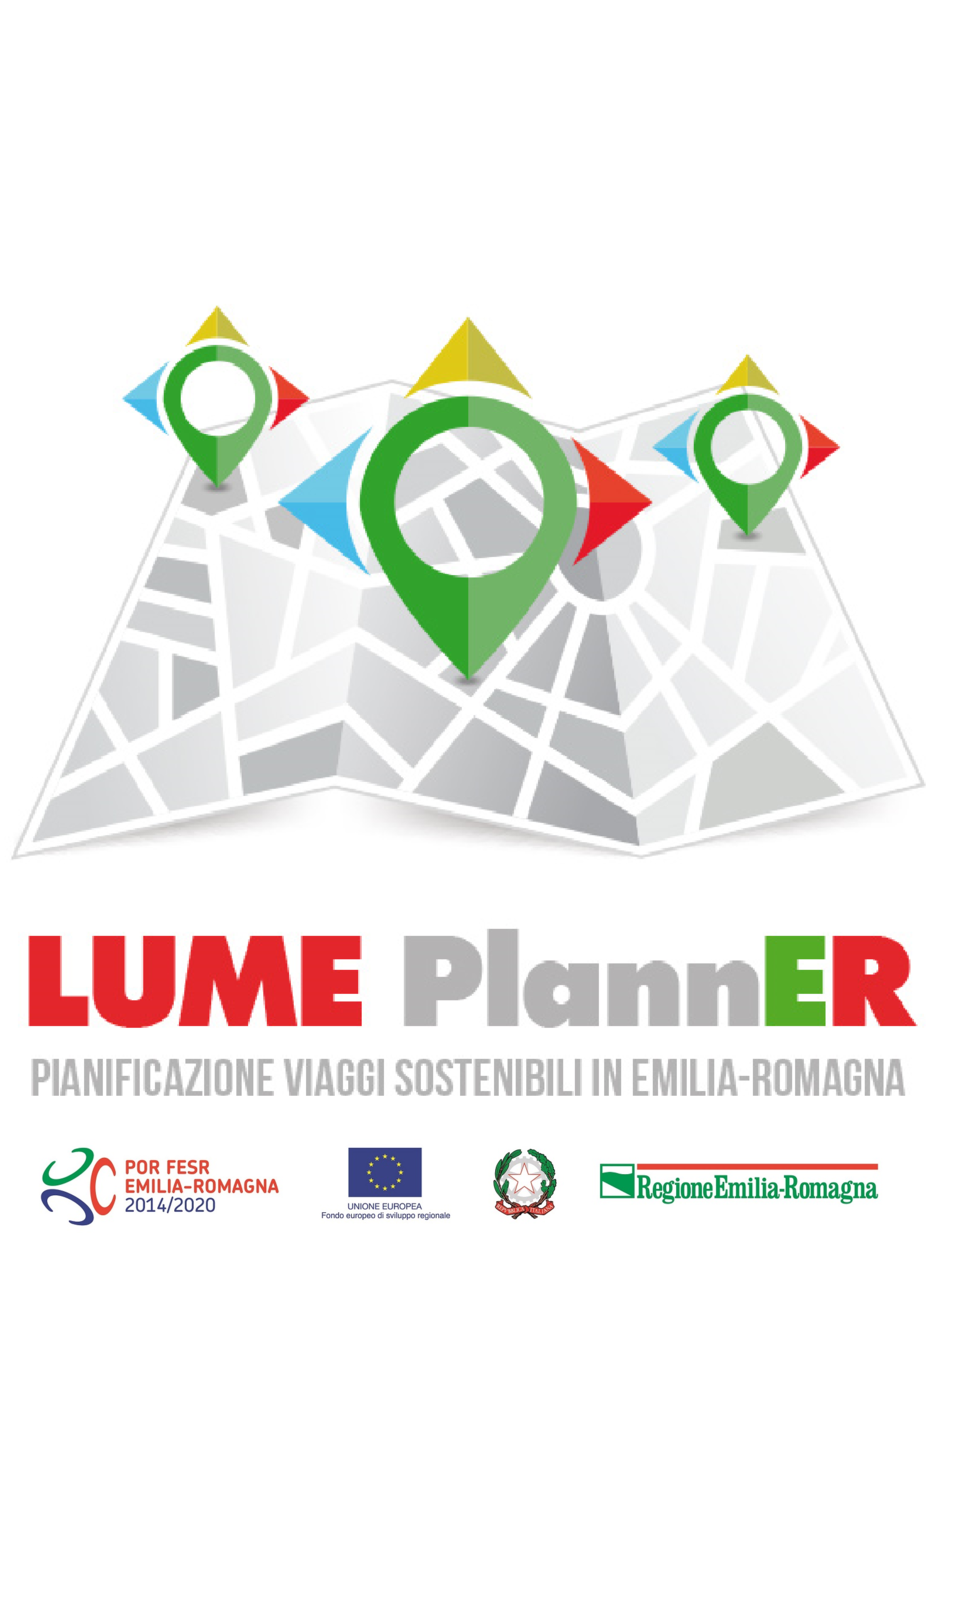 LUME PlannER
PIANIFICAZIONE VIAGGI SOSTENIBILI IN EMILIA-ROMAGNA
POR FESR
EMILIA-ROMAGNA
2014/2020
UNIONE EUROPEA
Fondo europeo di sviluppo regionale
RegioneEmilia-Romagna